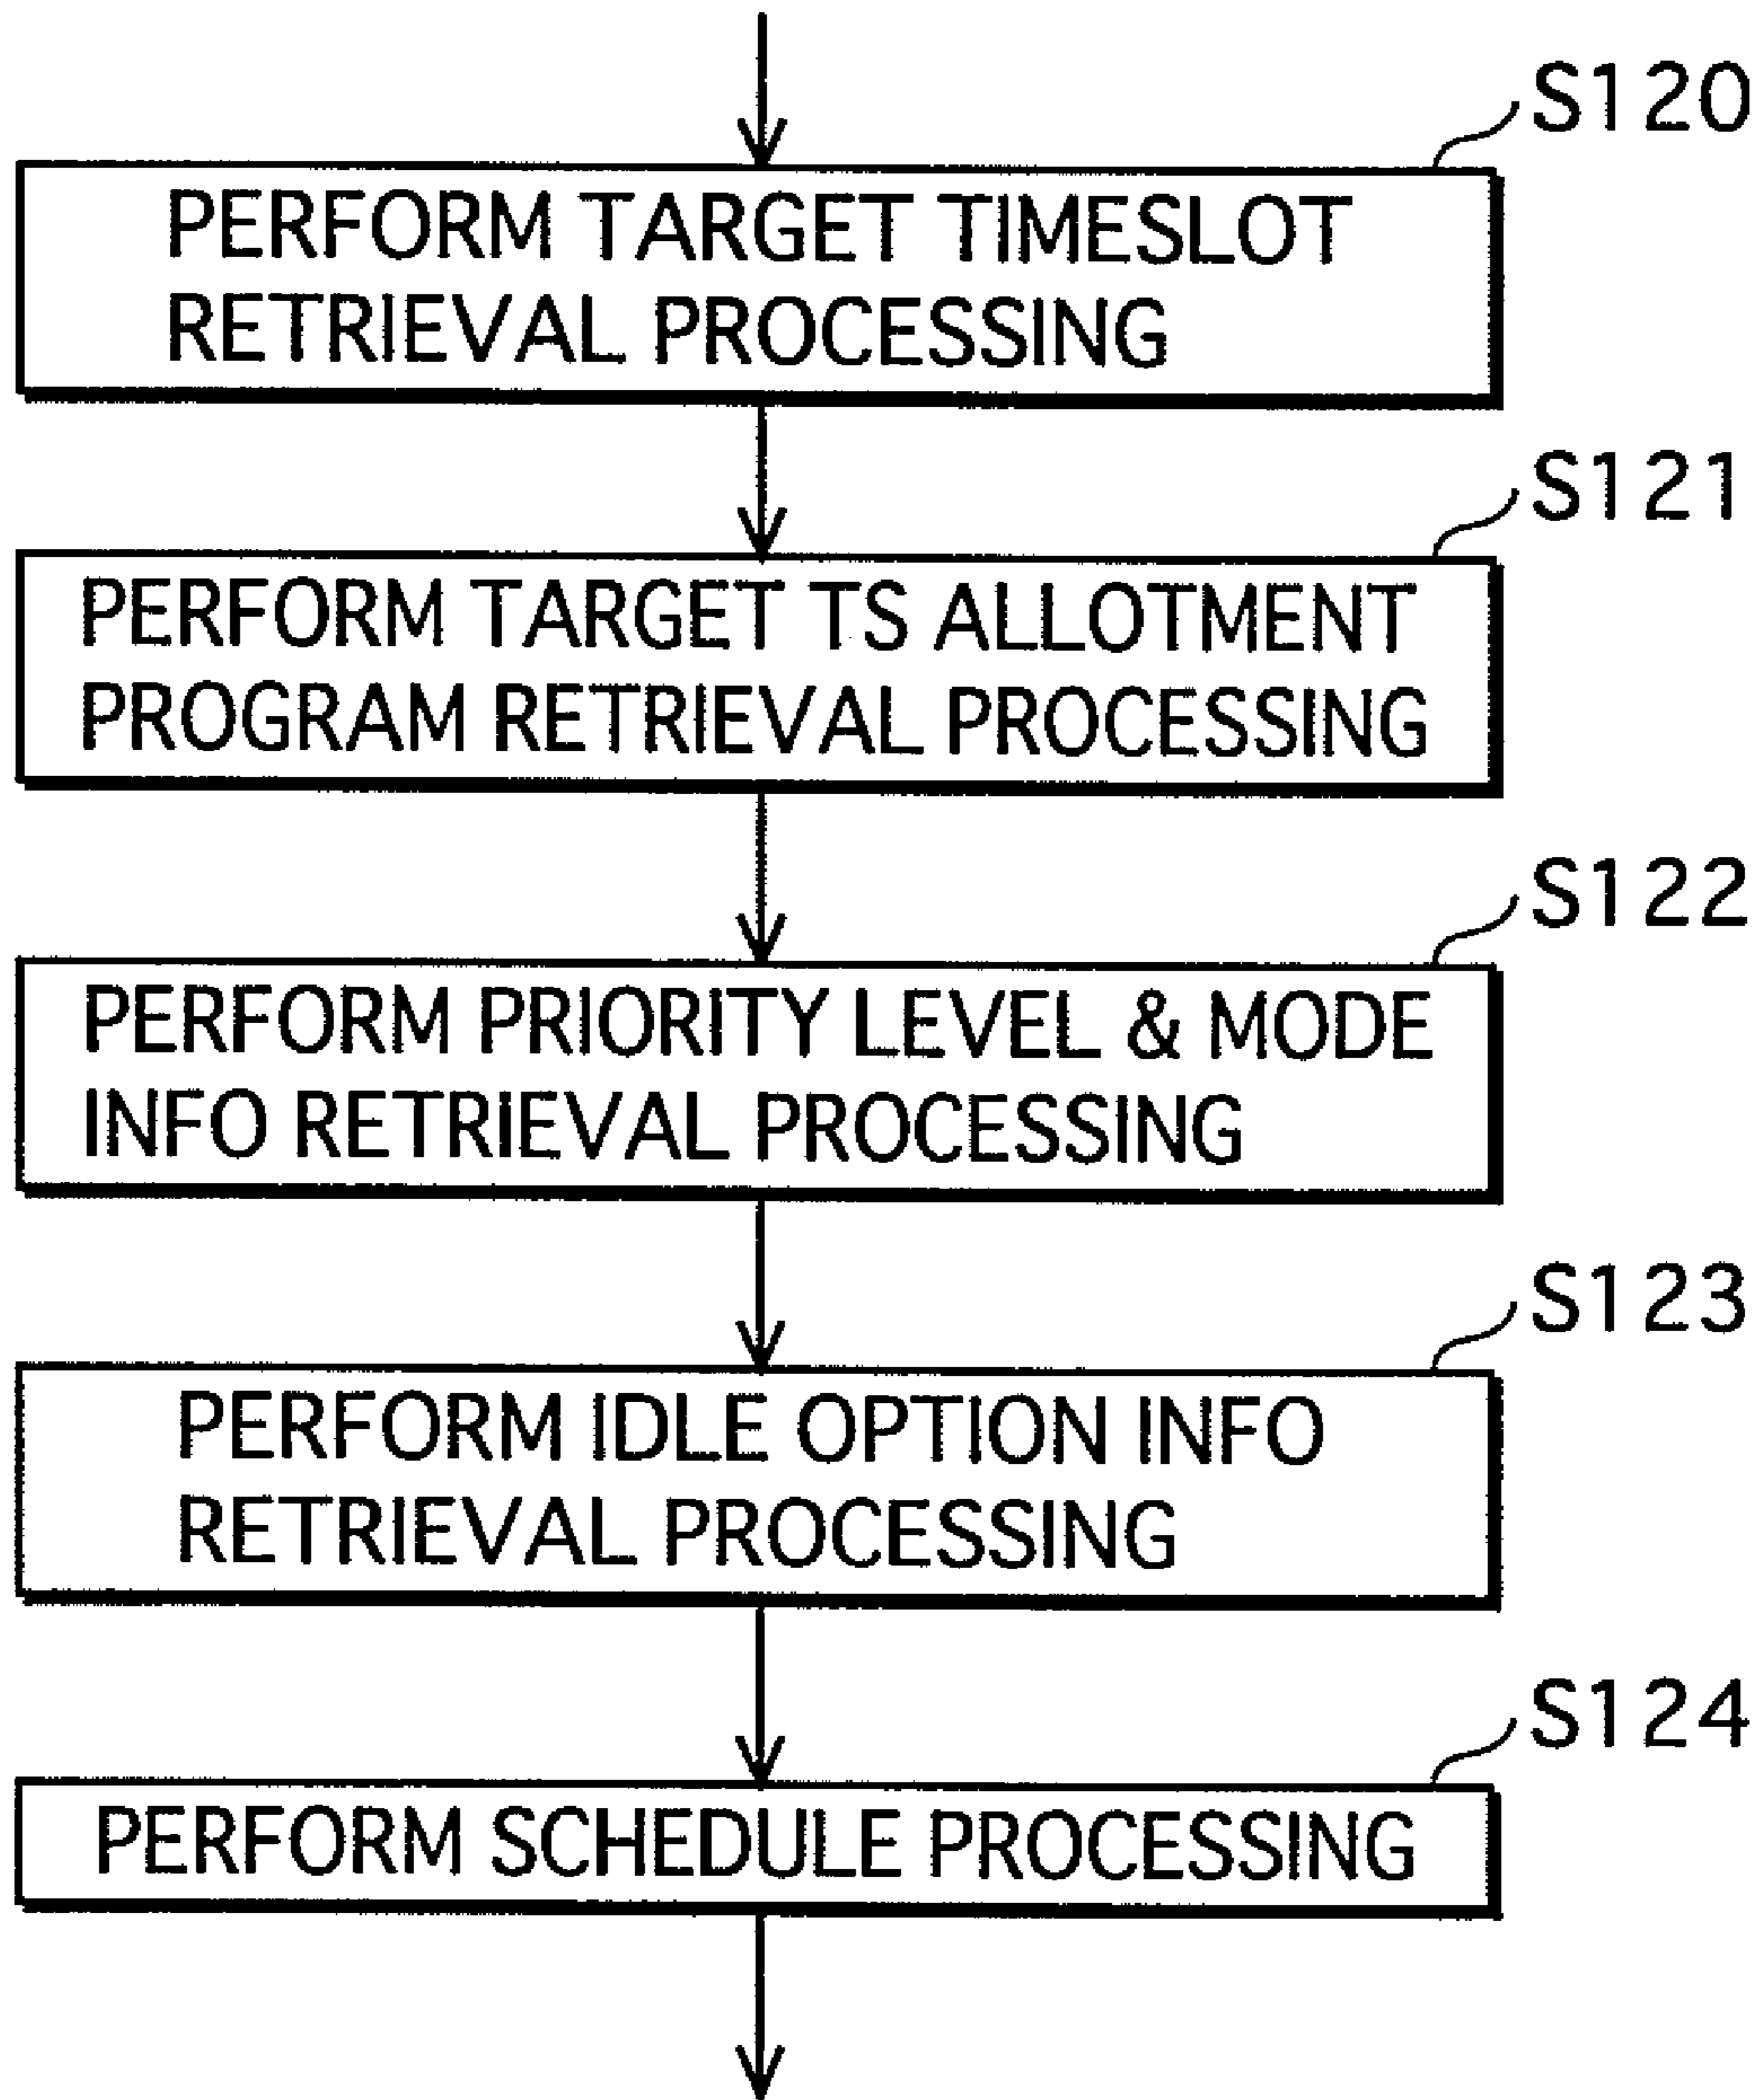 S120
PERFORM TARGET TIMESLOT
RETRIEVAL PROCESSING
S121
PERFORM TARGET TS ALLOTMENT
PROGRAM RETRIEVAL PROCESSING
S122
PERFORM PRIORITY LEVEL & MODE
INFO RETRIEVAL PROCESSING
S123
PERFORM IDLE OPTION INFO
RETRIEVAL PROCESSING
S124
PERFORM SCHEDULE PROCESSING